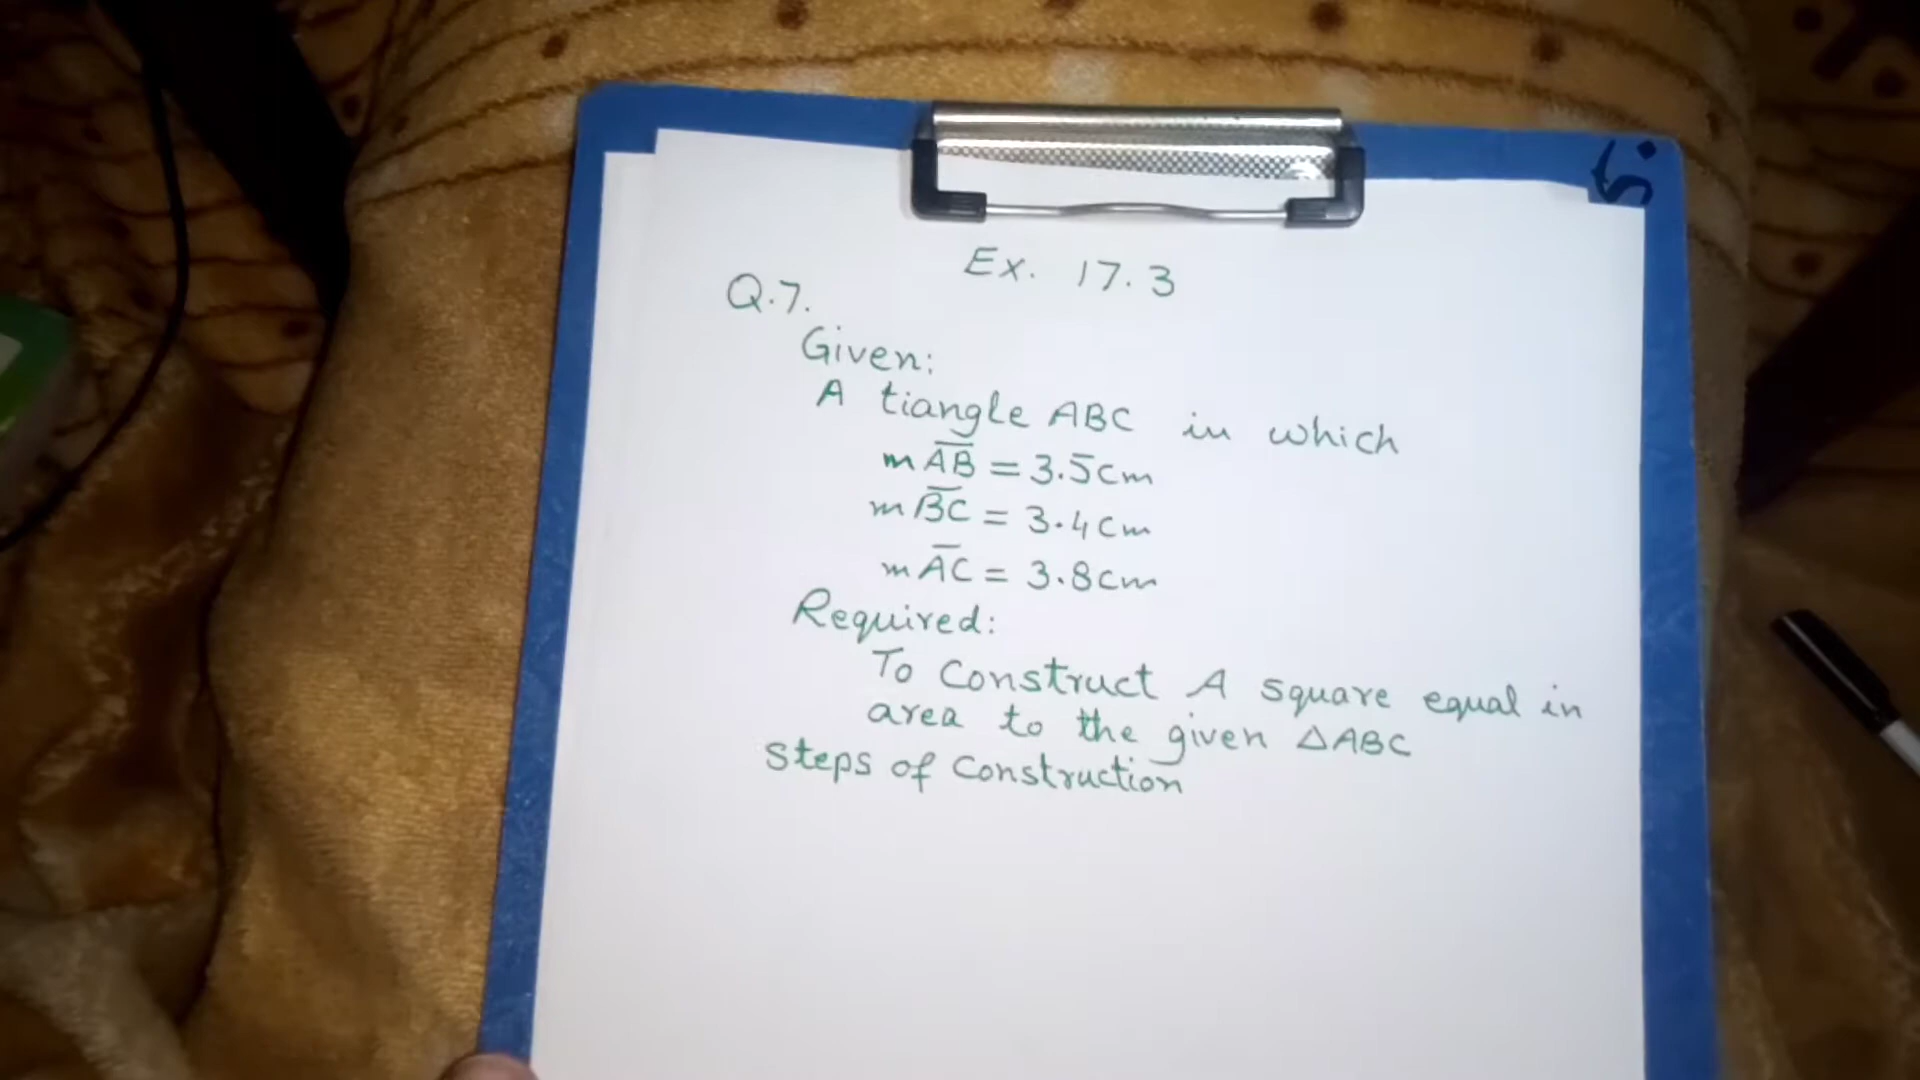 Ex. 17.3
Q.7.
Given:
A tiangle ABC in which
mAB = 3.5cm
mBC = 3.4cm
mAC = 3.8cm
Required:
To Construct A square equal in
area to the given △ABC
Steps of Construction